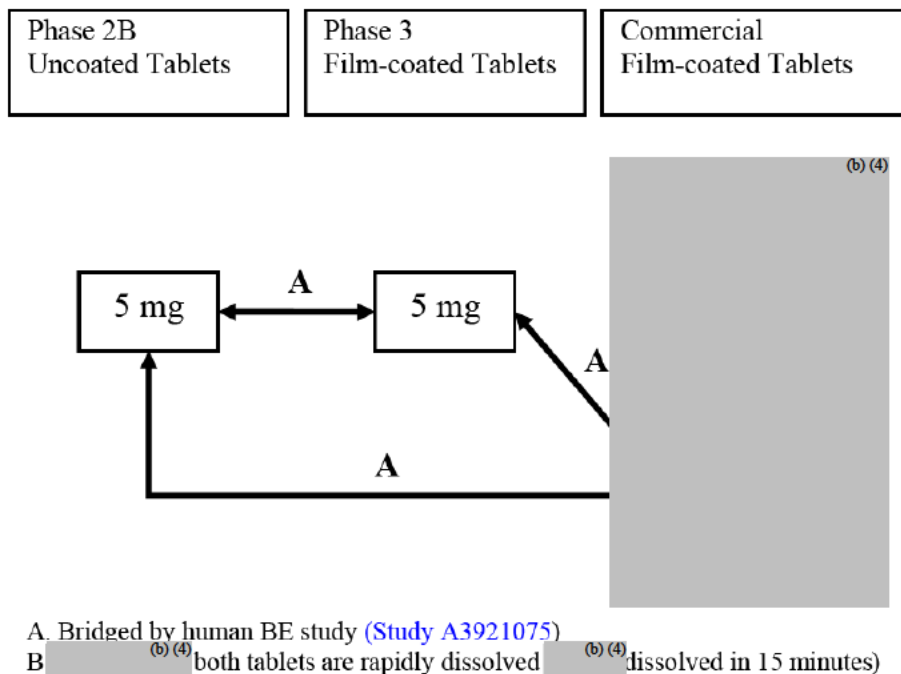 Phase 2B
Uncoated Tablets
Phase 3
Film-coated Tablets
Commercial
Film-coated Tablets
(b) (4)
A
5 mg
5 mg
A
A
A. Bridged by human BE study (Study A3921075)
B (b) (4) both tablets are rapidly dissolved (b) (4) dissolved in 15 minutes)